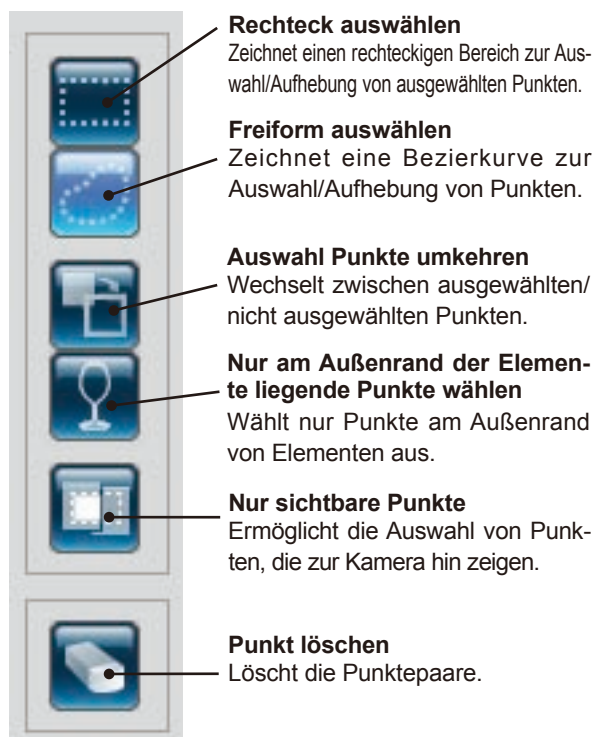 Rechteck auswählen
Zeichnet einen rechteckigen Bereich zur Aus-
wahl/Aufhebung von ausgewählten Punkten.
Freiform auswählen
Zeichnet eine Bezierkurve zur
Auswahl/Aufhebung von Punkten.
Auswahl Punkte umkehren
Wechselt zwischen ausgewählten/
nicht ausgewählten Punkten.
Nur am Außenrand der Elemen-
te liegende Punkte wählen
Wählt nur Punkte am Außenrand
von Elementen aus.
Nur sichtbare Punkte
Ermöglicht die Auswahl von Punk-
ten, die zur Kamera hin zeigen.
Punkt löschen
Löscht die Punktepaare.